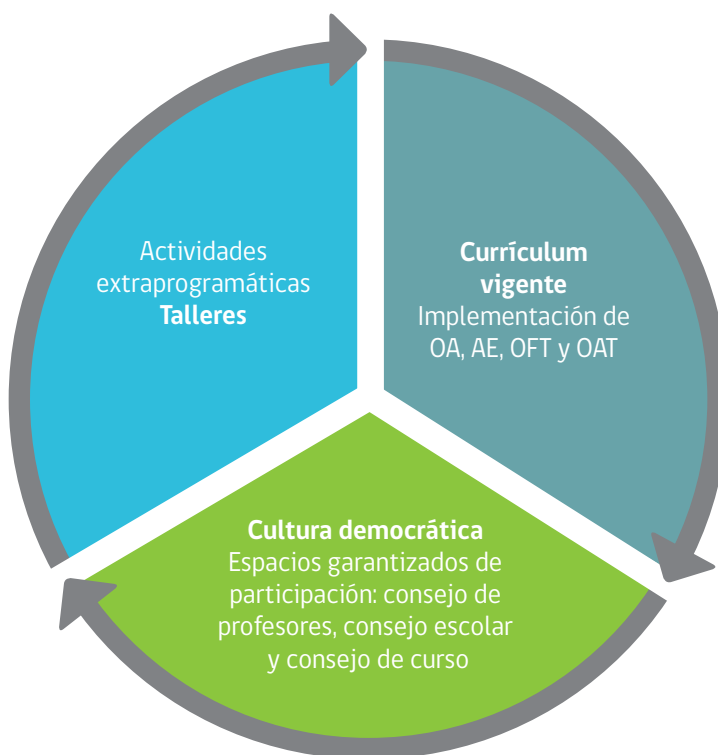 Actividades
extraprogramáticas
Talleres
Currículum
vigente
Implementación de
OA, AE, OFT y OAT
Cultura democrática
Espacios garantizados de
participación: consejo de
profesores, consejo escolar
y consejo de curso